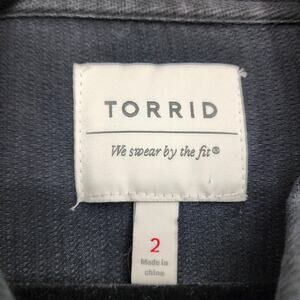 TORRID
We swear by the fit®
2
Made in
china